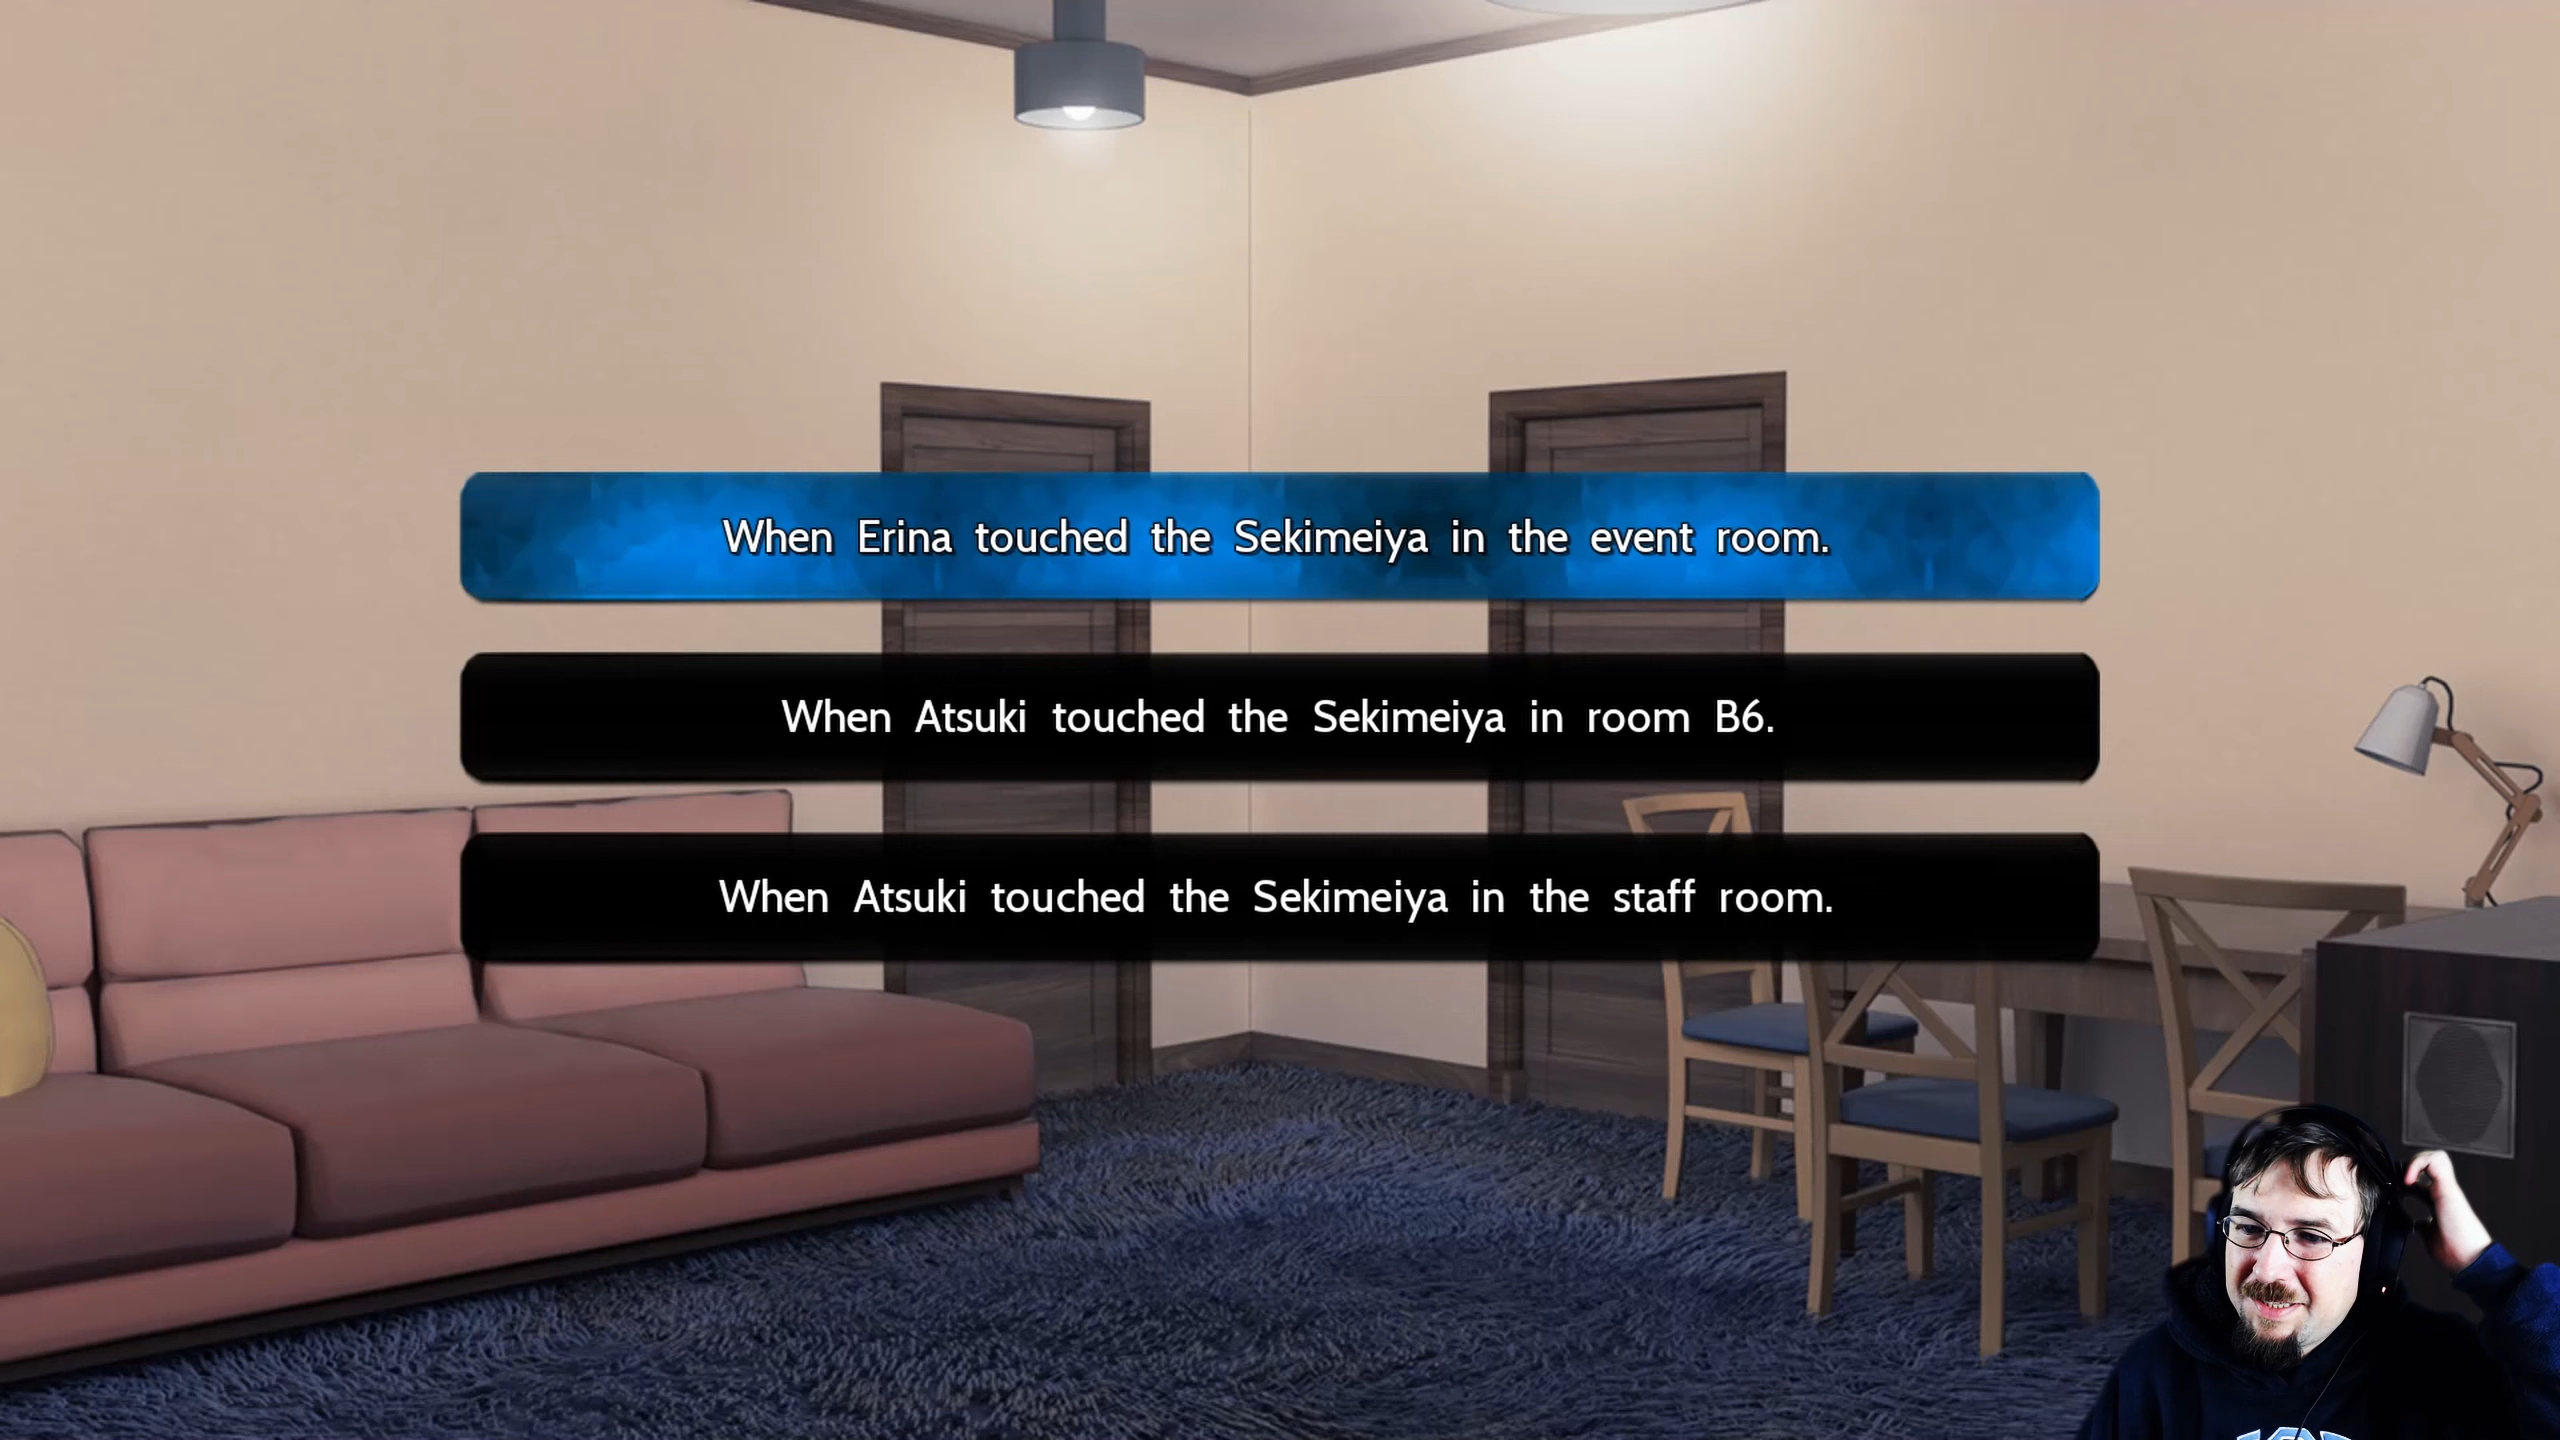 When Erina touched the Sekimeiya in the event room.
When Atsuki touched the Sekimeiya in room B6.
When Atsuki touched the Sekimeiya in the staff room.